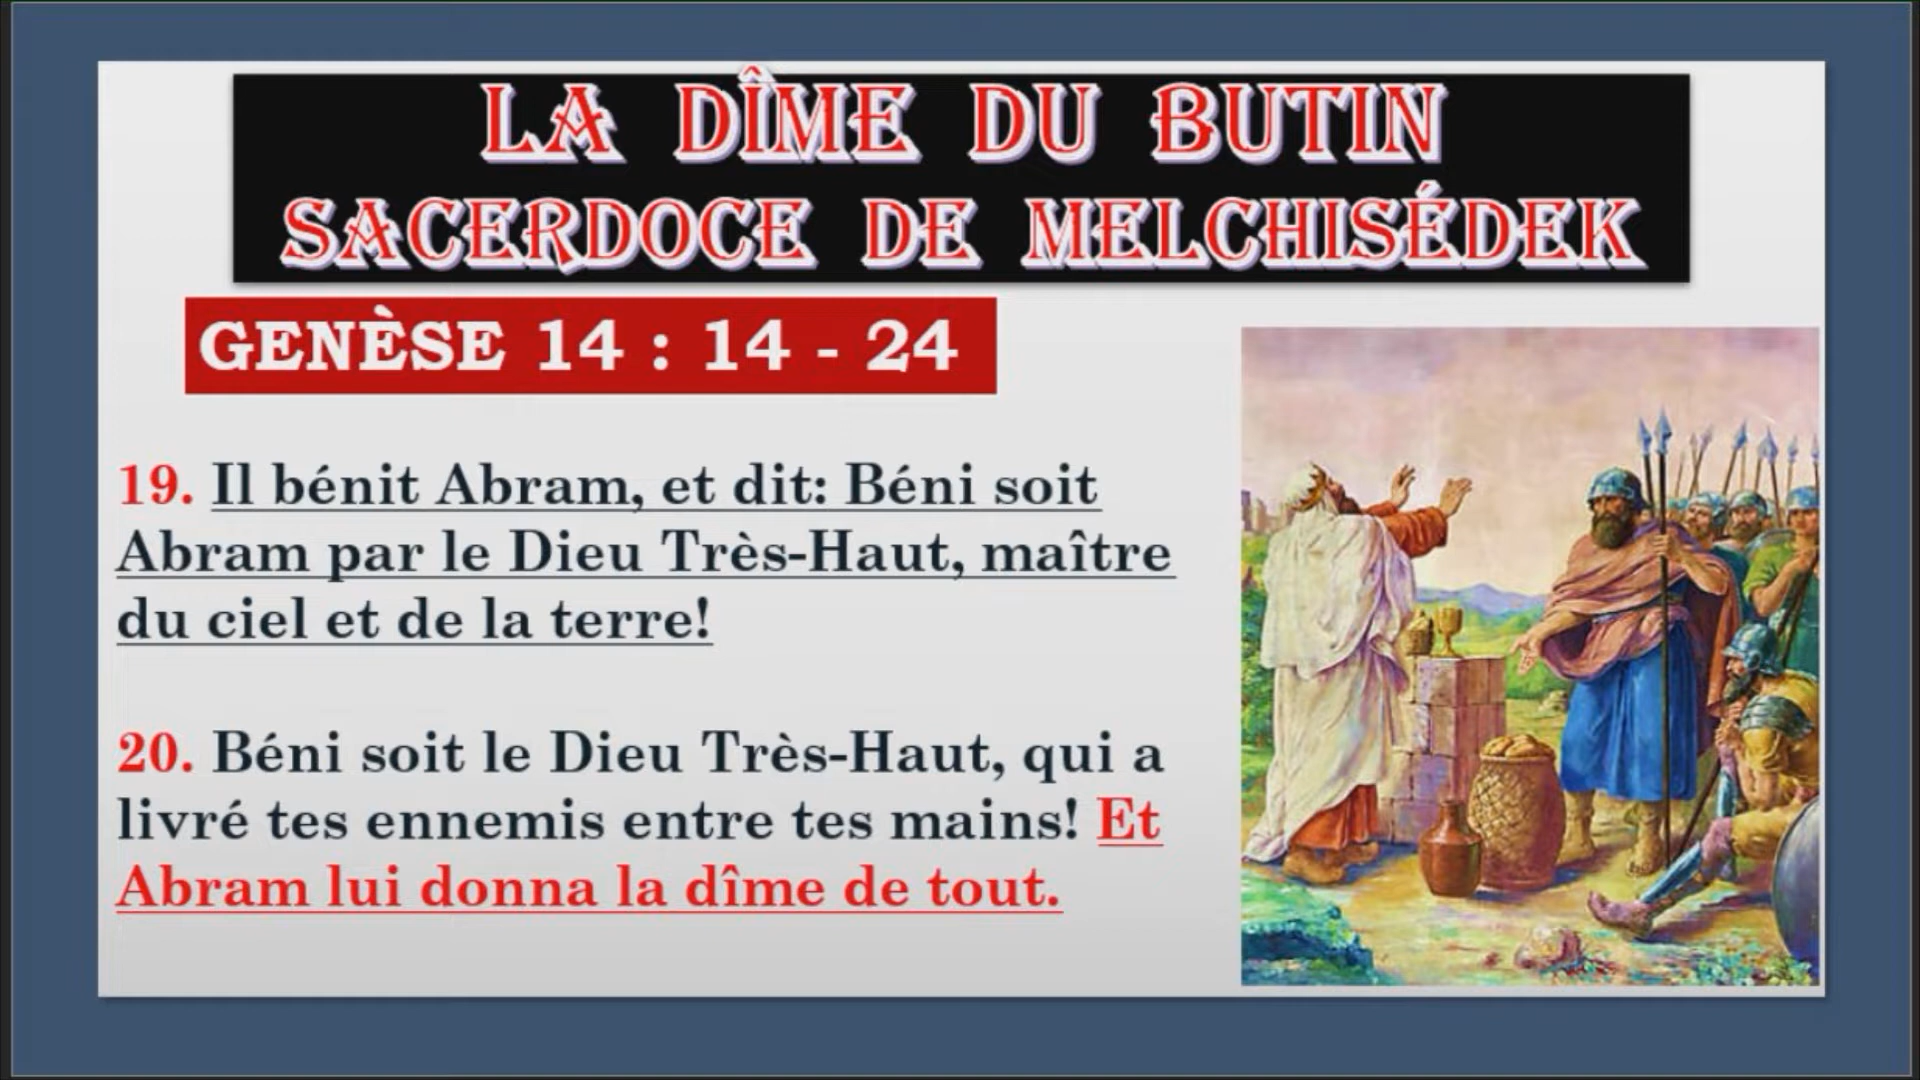 LA DÎME DU BUTIN
SACERDOCE DE MELCHISÉDEK
GENÈSE 14 : 14 - 24
19. Il bénit Abram, et dit: Béni soit
Abram par le Dieu Très-Haut, maître
du ciel et de la terre!
20. Béni soit le Dieu Très-Haut, qui a
livré tes ennemis entre tes mains! Et
Abram lui donna la dîme de tout.